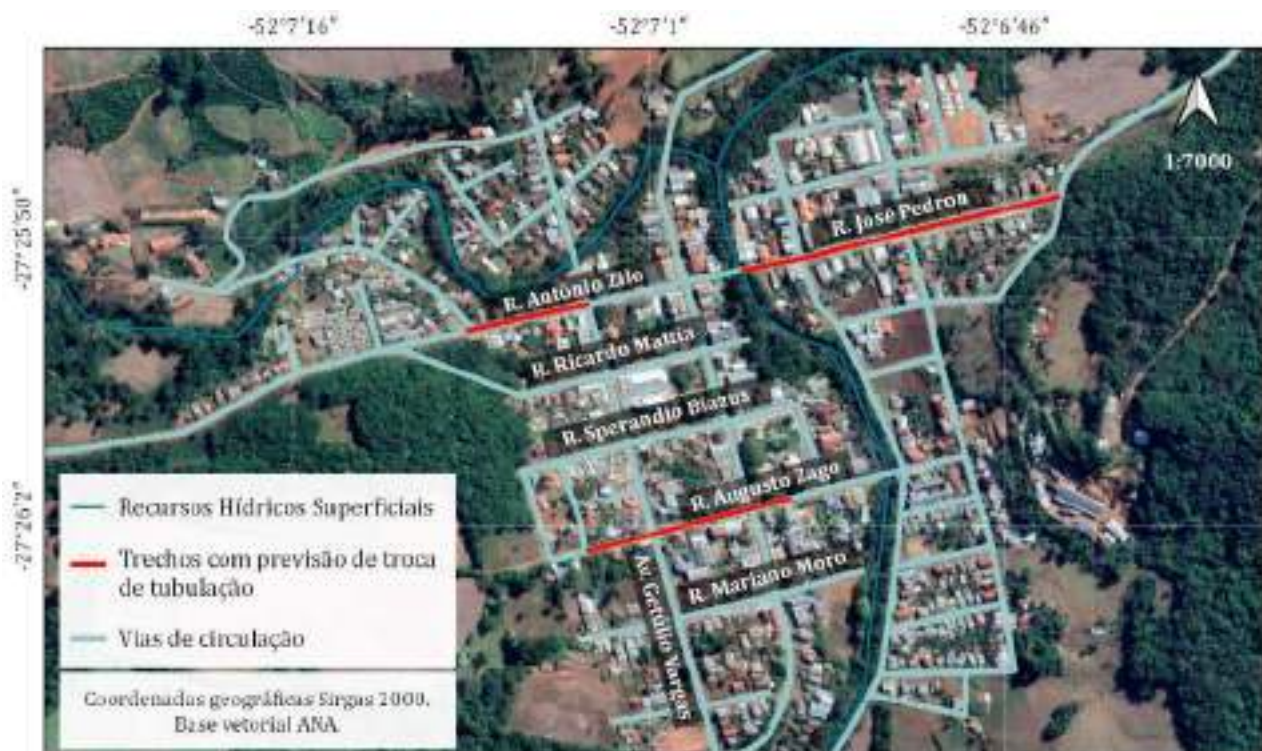 -52°7'16"
-52°7'1"
-52°6'46"
-27°25'50"
1:7000
R. José Pedron
R. Antônio Zilo
R. Ricardo Mattia
R. Sperandio Biazus
R. Augusto Zago
-27°26'2"
Av. Getúlio Vargas
R. Mariano Moro
Recursos Hídricos Superficiais
Trechos com previsão de troca
de tubulação
Vias de circulação
Coordenadas geográficas Sirgas 2000.
Base vetorial ANA